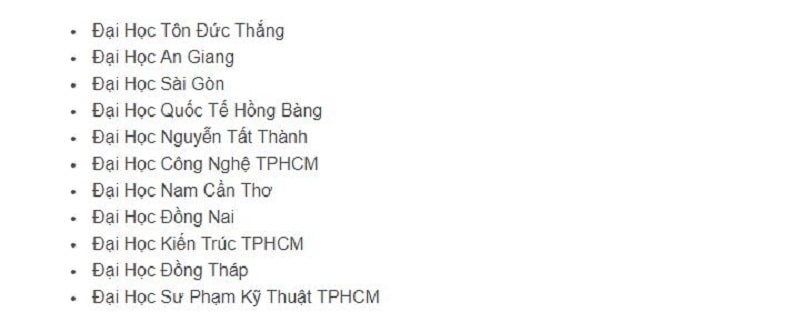 • Đại Học Tôn Đức Thắng
• Đại Học An Giang
• Đại Học Sài Gòn
• Đại Học Quốc Tế Hồng Bàng
• Đại Học Nguyễn Tất Thành
• Đại Học Công Nghệ TPHCM
• Đại Học Nam Cần Thơ
• Đại Học Đồng Nai
• Đại Học Kiến Trúc TPHCM
• Đại Học Đồng Tháp
• Đại Học Sư Phạm Kỹ Thuật TPHCM